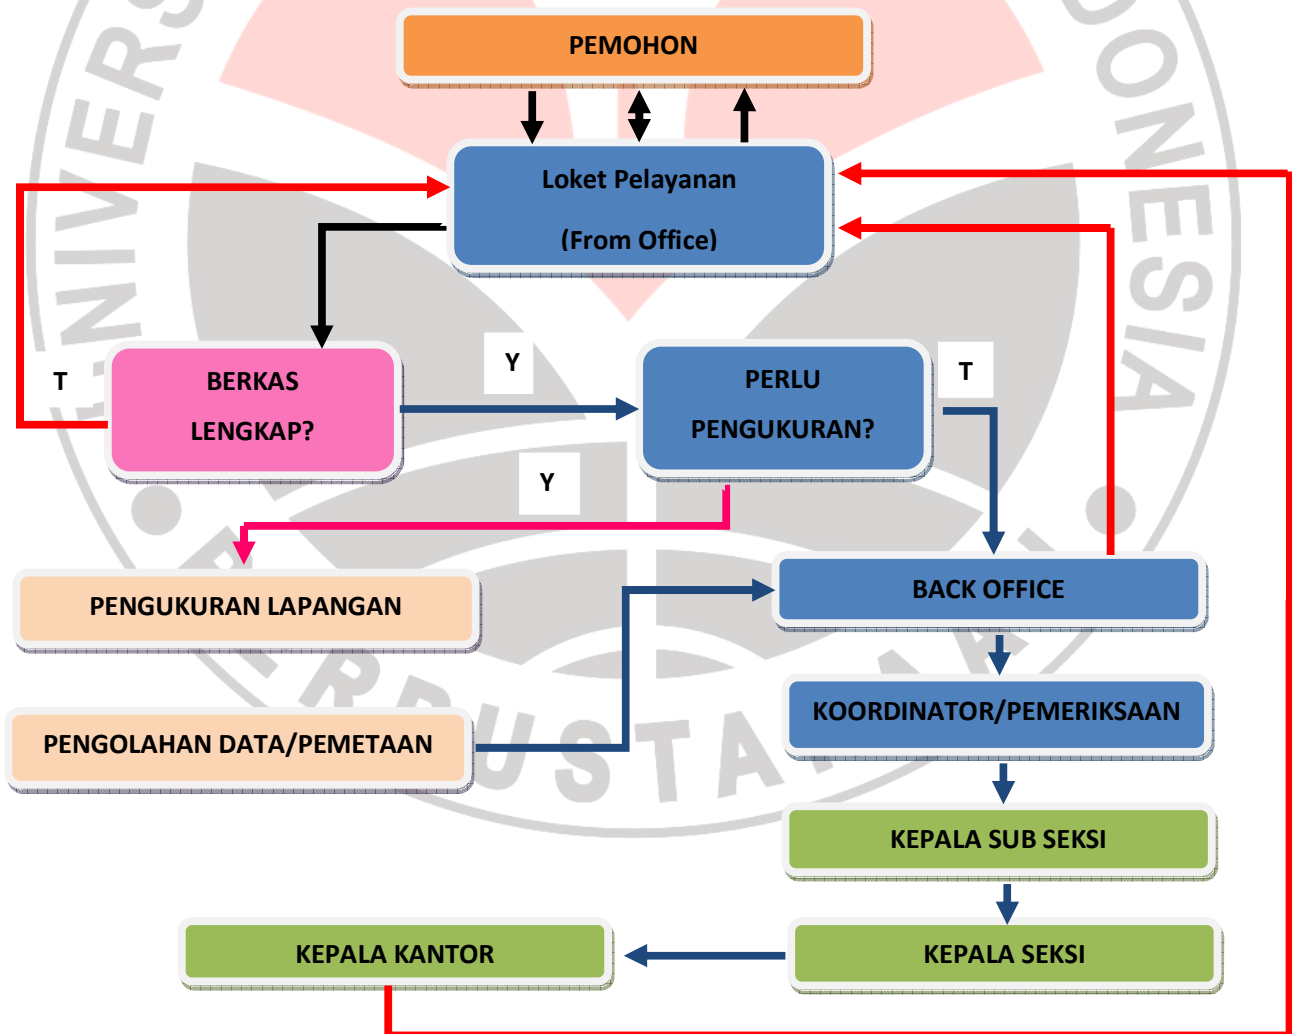 PEMOHON
Loket Pelayanan
(From Office)
T
BERKAS
LENGKAP?
Y
PERLU
PENGUKURAN?
T
Y
PENGUKURAN LAPANGAN
BACK OFFICE
PENGOLAHAN DATA/PEMETAAN
KOORDINATOR/PEMERIKSAAN
KEPALA SUB SEKSI
KEPALA KANTOR
KEPALA SEKSI